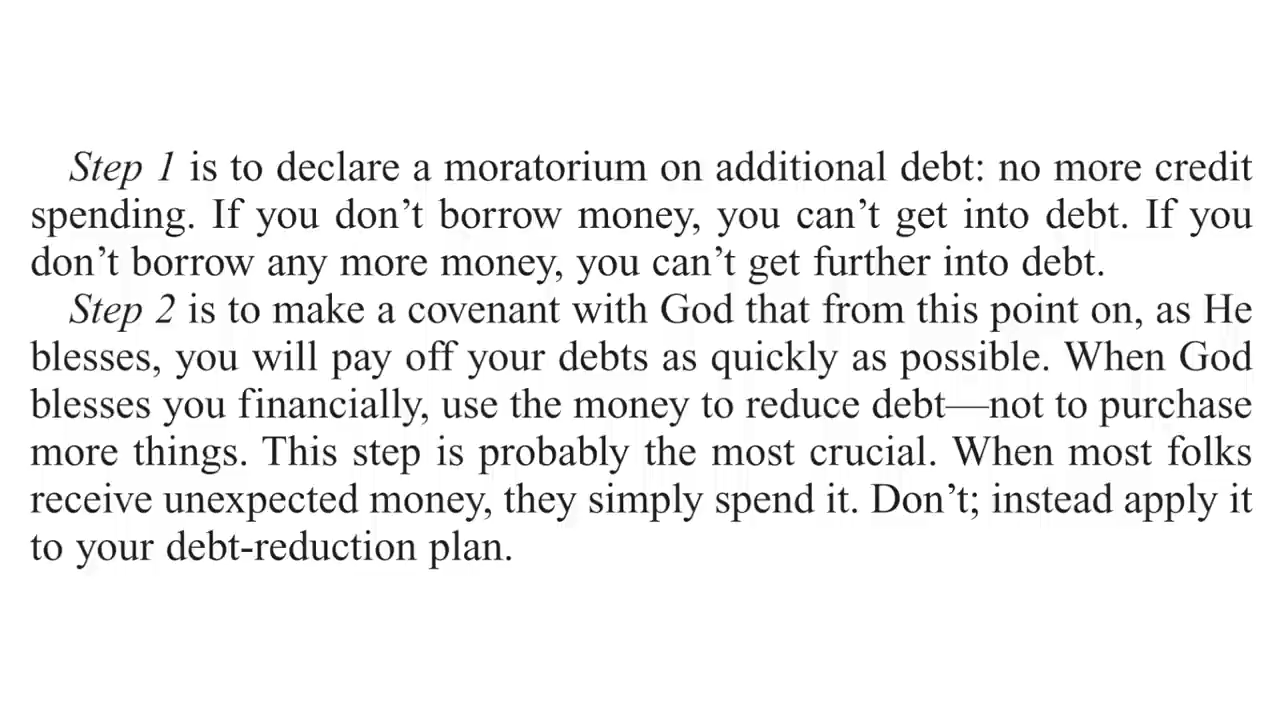 Step 1 is to declare a moratorium on additional debt: no more credit
spending. If you don’t borrow money, you can’t get into debt. If you
don’t borrow any more money, you can’t get further into debt.
Step 2 is to make a covenant with God that from this point on, as He
blesses, you will pay off your debts as quickly as possible. When God
blesses you financially, use the money to reduce debt—not to purchase
more things. This step is probably the most crucial. When most folks
receive unexpected money, they simply spend it. Don’t; instead apply it
to your debt-reduction plan.